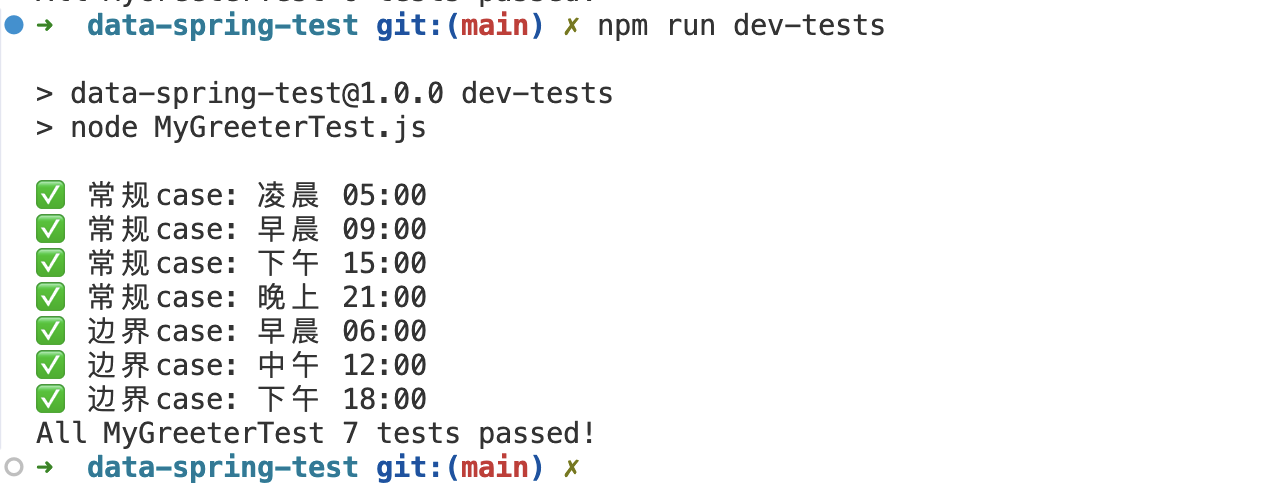 All MyGreeterTest 6 tests passed!
➜  data-spring-test git:(main) ✗ npm run dev-tests
> data-spring-test@1.0.0 dev-tests
> node MyGreeterTest.js
✅ 常规case: 凌晨 05:00
✅ 常规case: 早晨 09:00
✅ 常规case: 下午 15:00
✅ 常规case: 晚上 21:00
✅ 边界case: 早晨 06:00
✅ 边界case: 中午 12:00
✅ 边界case: 下午 18:00
All MyGreeterTest 7 tests passed!
➜  data-spring-test git:(main) ✗